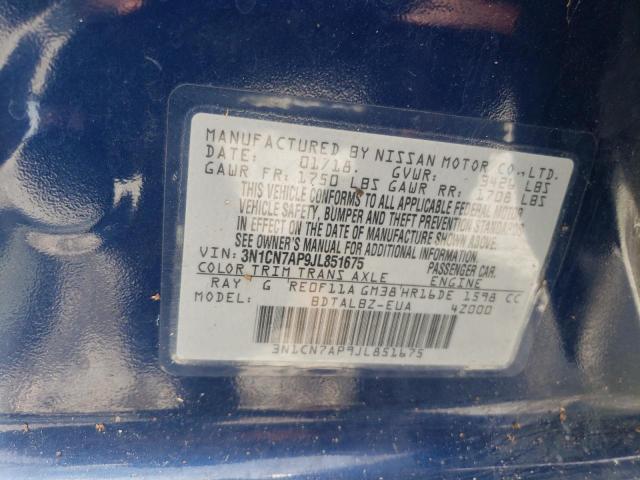 MANUFACTURED BY NISSAN MOTOR CO., LTD.
DATE: 01/18. GVWR: 3426 LBS
GAWR FR: 1750 LBS GAWR RR: 1708 LBS
THIS VEHICLE CONFORMS TO ALL APPLICABLE FEDERAL MOTOR
VEHICLE SAFETY, BUMPER AND THEFT PREVENTION STANDARDS
IN EFFECT ON THE DATE OF MANUFACTURE SHOWN ABOVE.
SEE OWNER'S MANUAL FOR ADDITIONAL INFORMATION.
VIN: 3N1CN7AP9JL851675 PASSENGER CAR.
COLOR TRIM TRANS AXLE ENGINE
RAY G RE0F11A GM38 HR16DE 1598 CC
MODEL: BDTALBZ-EUA 4Z000
3N1CN7AP9JL851675